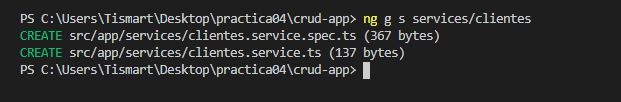 PS C:\Users\Tismart\Desktop\practica04\crud-app> ng g s services/clientes
CREATE src/app/services/clientes.service.spec.ts (367 bytes)
CREATE src/app/services/clientes.service.ts (137 bytes)
PS C:\Users\Tismart\Desktop\practica04\crud-app>